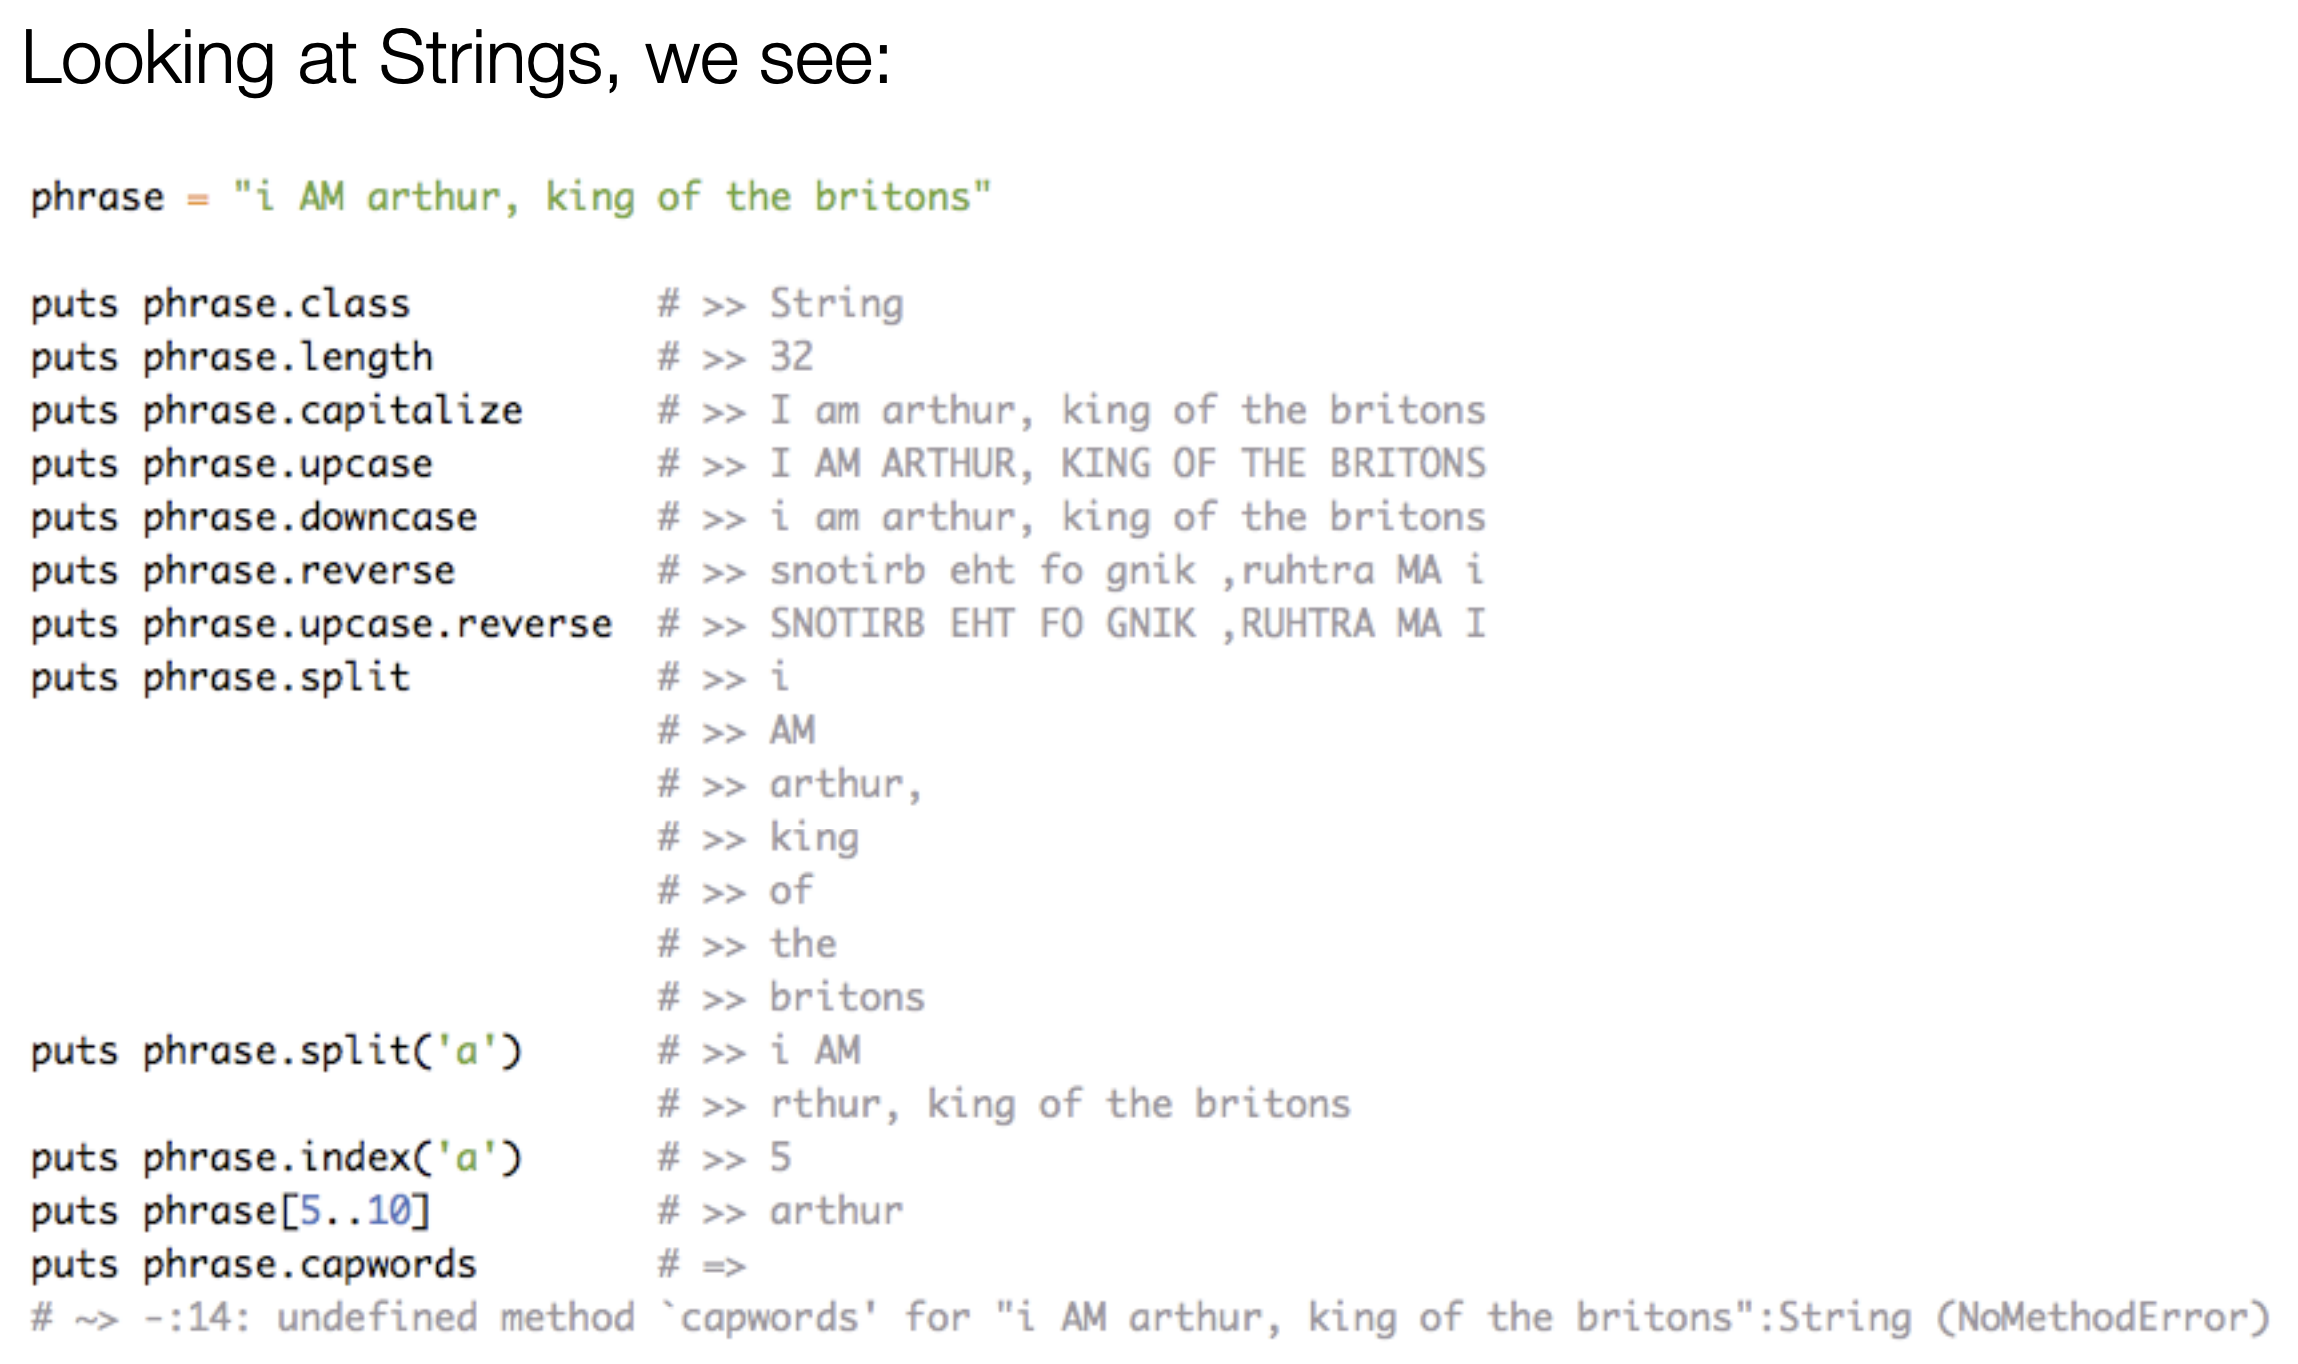 Looking at Strings, we see:
phrase = "i AM arthur, king of the britons"
puts phrase.class # >> String
puts phrase.length # >> 32
puts phrase.capitalize # >> I am arthur, king of the britons
puts phrase.upcase # >> I AM ARTHUR, KING OF THE BRITONS
puts phrase.downcase # >> i am arthur, king of the britons
puts phrase.reverse # >> snotirb eht fo gnik ,ruhtra MA i
puts phrase.upcase.reverse # >> SNOTIRB EHT FO GNIK ,RUHTRA MA I
puts phrase.split # >> i
# >> AM
# >> arthur,
# >> king
# >> of
# >> the
# >> britons
puts phrase.split('a') # >> i AM
# >> rthur, king of the britons
puts phrase.index('a') # >> 5
puts phrase[5..10] # >> arthur
puts phrase.capwords # =>
# ~> -:14: undefined method `capwords' for "i AM arthur, king of the britons":String (NoMethodError)